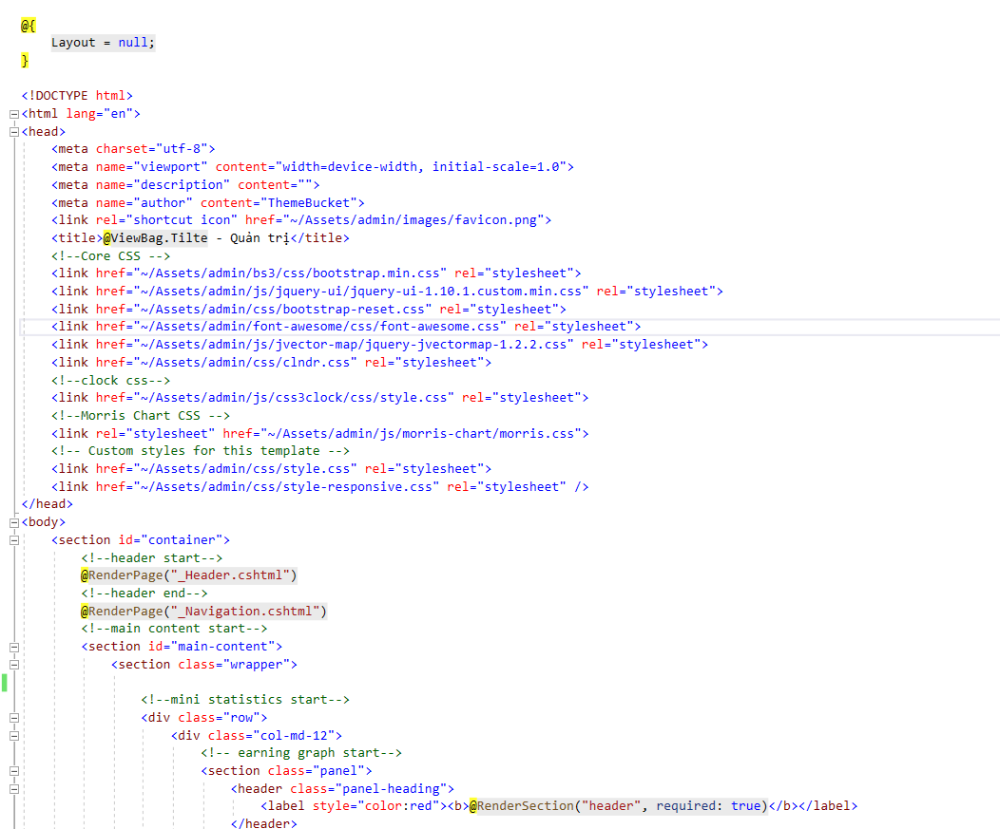 @{
    Layout = null;
}

<!DOCTYPE html>
<html lang="en">
<head>
    <meta charset="utf-8">
    <meta name="viewport" content="width=device-width, initial-scale=1.0">
    <meta name="description" content="">
    <meta name="author" content="ThemeBucket">
    <link rel="shortcut icon" href="~/Assets/admin/images/favicon.png">
    <title>@ViewBag.Tilte - Quản trị</title>
    <!--Core CSS -->
    <link href="~/Assets/admin/bs3/css/bootstrap.min.css" rel="stylesheet">
    <link href="~/Assets/admin/js/jquery-ui/jquery-ui-1.10.1.custom.min.css" rel="stylesheet">
    <link href="~/Assets/admin/css/bootstrap-reset.css" rel="stylesheet">
    <link href="~/Assets/admin/font-awesome/css/font-awesome.css" rel="stylesheet">
    <link href="~/Assets/admin/js/jvector-map/jquery-jvectormap-1.2.2.css" rel="stylesheet">
    <link href="~/Assets/admin/css/clndr.css" rel="stylesheet">
    <!--clock css-->
    <link href="~/Assets/admin/js/css3clock/css/style.css" rel="stylesheet">
    <!--Morris Chart CSS -->
    <link rel="stylesheet" href="~/Assets/admin/js/morris-chart/morris.css">
    <!-- Custom styles for this template -->
    <link href="~/Assets/admin/css/style.css" rel="stylesheet">
    <link href="~/Assets/admin/css/style-responsive.css" rel="stylesheet" />
</head>
<body>
    <section id="container">
        <!--header start-->
        @RenderPage("_Header.cshtml")
        <!--header end-->
        @RenderPage("_Navigation.cshtml")
        <!--main content start-->
        <section id="main-content">
            <section class="wrapper">

                <!--mini statistics start-->
                <div class="row">
                    <div class="col-md-12">
                        <!-- earning graph start-->
                        <section class="panel">
                            <header class="panel-heading">
                                <label style="color:red"><b>@RenderSection("header", required: true)</b></label>
                            </header>